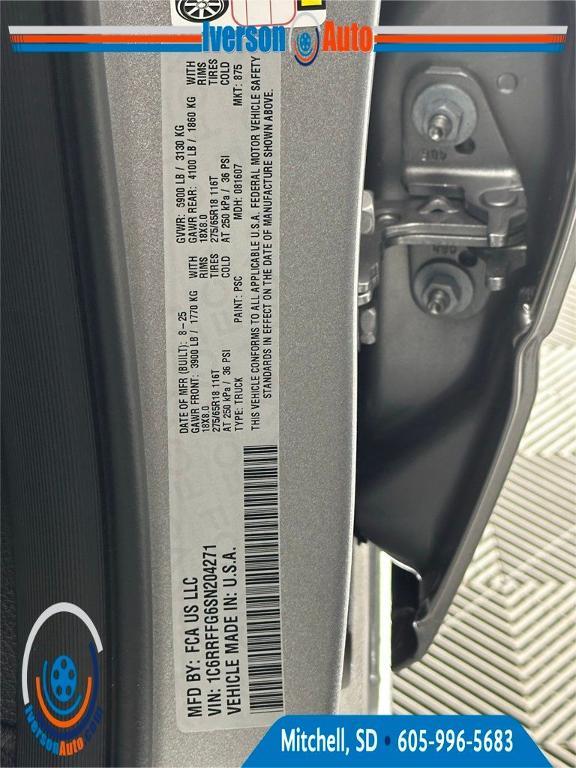 Iverson Auto
MFD BY: FCA US LLC
VIN: 1C6RRFFG6SN204271
VEHICLE MADE IN: U.S.A.
DATE OF MFR (BUILT): 8-25
GVWR: 5900 LB / 3130 KG
GAWR FRONT: 3900 LB / 1770 KG WITH
GAWR REAR: 4100 LB / 1860 KG WITH
18X8.0 RIMS
18X8.0 RIMS
275/65R18 116T TIRES
275/65R18 116T TIRES
AT 250 kPa / 36 PSI COLD
AT 250 kPa / 36 PSI COLD
TYPE: TRUCK PAINT: PSC MDH: 081607 MKT: 875
THIS VEHICLE CONFORMS TO ALL APPLICABLE U.S.A. FEDERAL MOTOR VEHICLE SAFETY
STANDARDS IN EFFECT ON THE DATE OF MANUFACTURE SHOWN ABOVE.
IversonAuto.com
Mitchell, SD • 605-996-5683